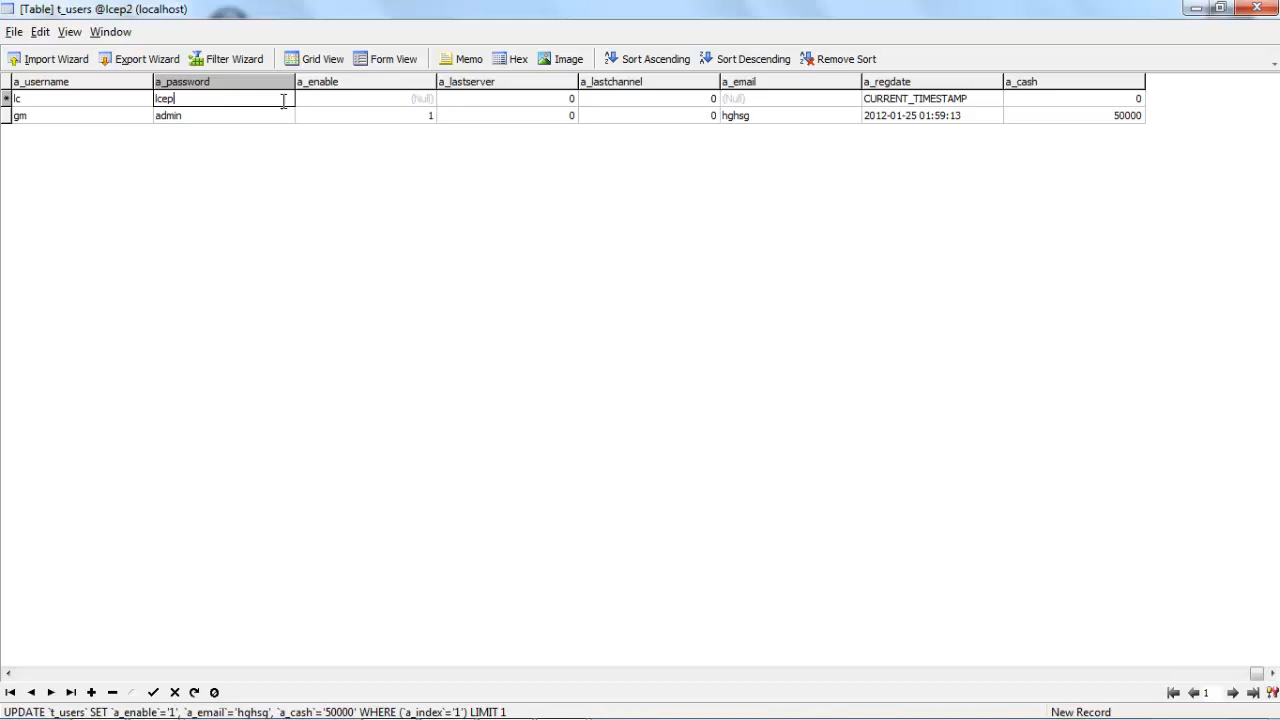 [Table] t_users @lcep2 (localhost)
File Edit View Window
Import Wizard Export Wizard Filter Wizard Grid View Form View Memo Hex Image Sort Ascending Sort Descending Remove Sort
a_username a_password a_enable a_lastserver a_lastchannel a_email a_regdate a_cash
* lc lcep (Null) 0 0 (Null) CURRENT_TIMESTAMP 0
gm admin 1 0 0 hghsg 2012-01-25 01:59:13 50000
1
UPDATE `t_users` SET `a_enable`='1', `a_email`='hghsg', `a_cash`='50000' WHERE (`a_index`='1') LIMIT 1 New Record